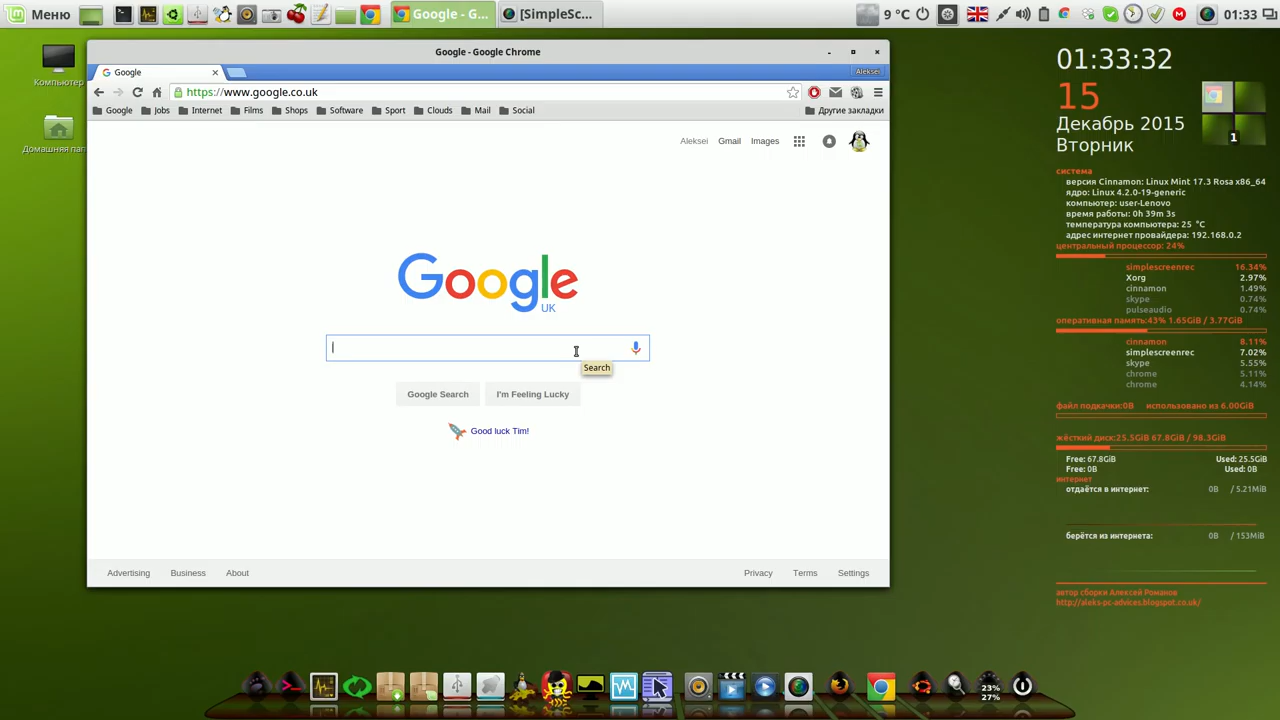 Меню
Google - G...
[SimpleSc...
9 °C
01:33
Компьютер
Домашняя пап
Google - Google Chrome
Google
Aleksei
https://www.google.co.uk
Google Jobs Internet Films Shops Software Sport Clouds Mail Social Другие закладки
Aleksei Gmail Images
Google
UK
Search
Google Search I'm Feeling Lucky
Good luck Tim!
Advertising Business About Privacy Terms Settings
01:33:32
15
Декабрь 2015
Вторник
1
система
версия Cinnamon: Linux Mint 17.3 Rosa x86_64
ядро: Linux 4.2.0-19-generic
компьютер: user-Lenovo
время работы: 0h 39m 3s
температура компьютера: 25 °C
адрес интернет провайдера: 192.168.0.2
центральный процессор: 24%
simplescreenrec 16.34%
Xorg 2.97%
cinnamon 1.49%
skype 0.74%
pulseaudio 0.74%
оперативная память:43% 1.65GiB / 3.77GiB
cinnamon 8.11%
simplescreenrec 7.02%
skype 5.55%
chrome 5.11%
chrome 4.14%
файл подкачки:0B использовано из 6.00GiB
жёсткий диск:25.5GiB 67.8GiB / 98.3GiB
Free: 67.8GiB Used: 25.5GiB
Free: 0B Used: 0B
интернет
отдаётся в интернет: 0B / 5.21MiB
берётся из интернета: 0B / 153MiB
автор сборки Алексей Романов
http://aleks-pc-advices.blogspot.co.uk/
23%
27%